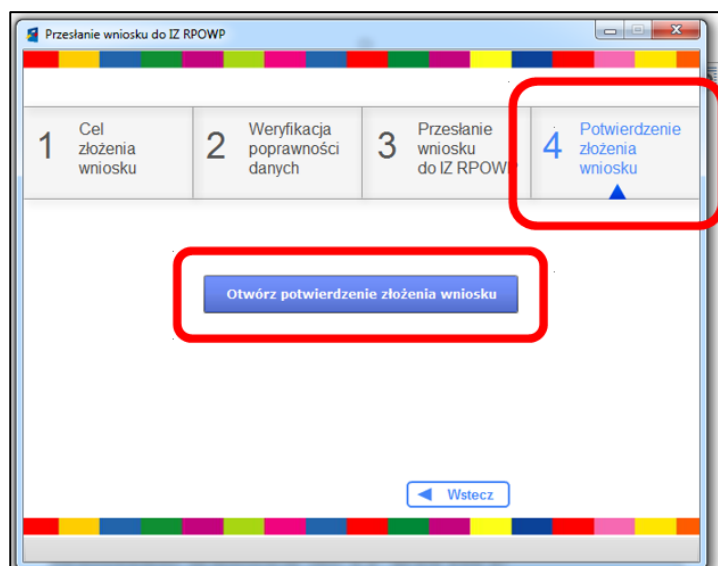 Przesłanie wniosku do IZ RPOWP
1
Cel
złożenia
wniosku
2
Weryfikacja
poprawności
danych
3
Przesłanie
wniosku
do IZ RPOWP
4
Potwierdzenie
złożenia
wniosku
Otwórz potwierdzenie złożenia wniosku
Wstecz